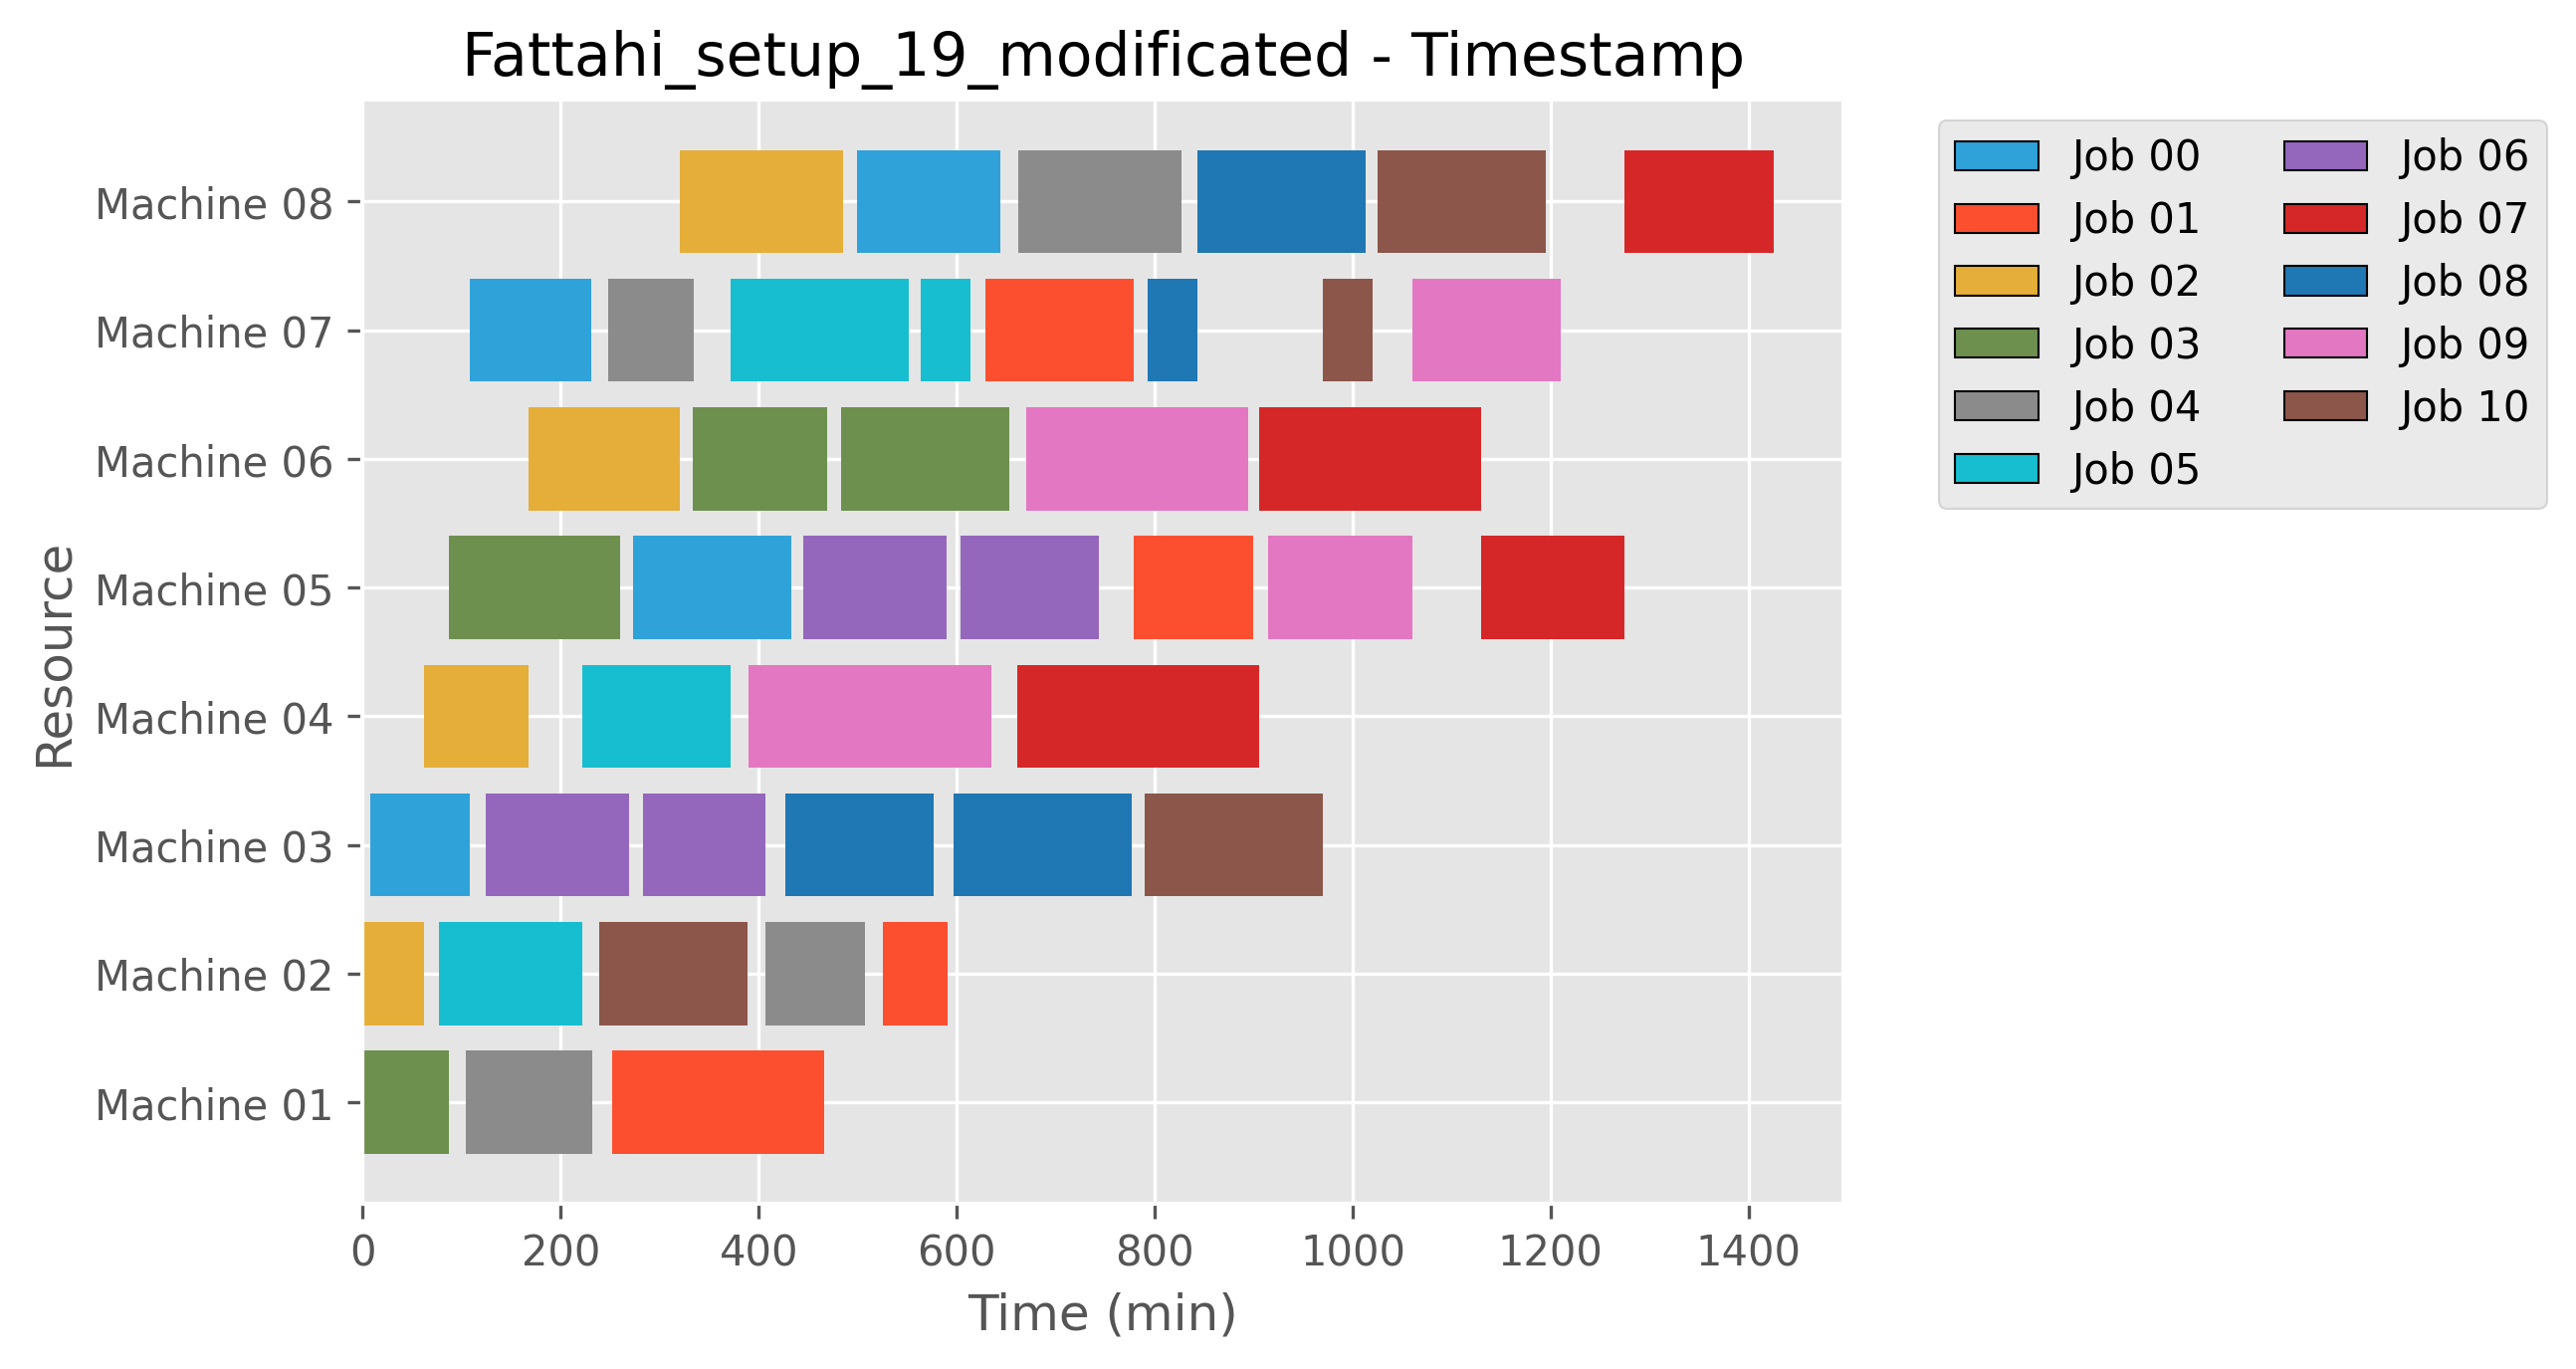 Fattahi_setup_19_modificated - Timestamp
Machine 08
Machine 07
Machine 06
Machine 05
Machine 04
Machine 03
Machine 02
Machine 01
Resource
0 200 400 600 800 1000 1200 1400
Time (min)
Job 00
Job 01
Job 02
Job 03
Job 04
Job 05
Job 06
Job 07
Job 08
Job 09
Job 10